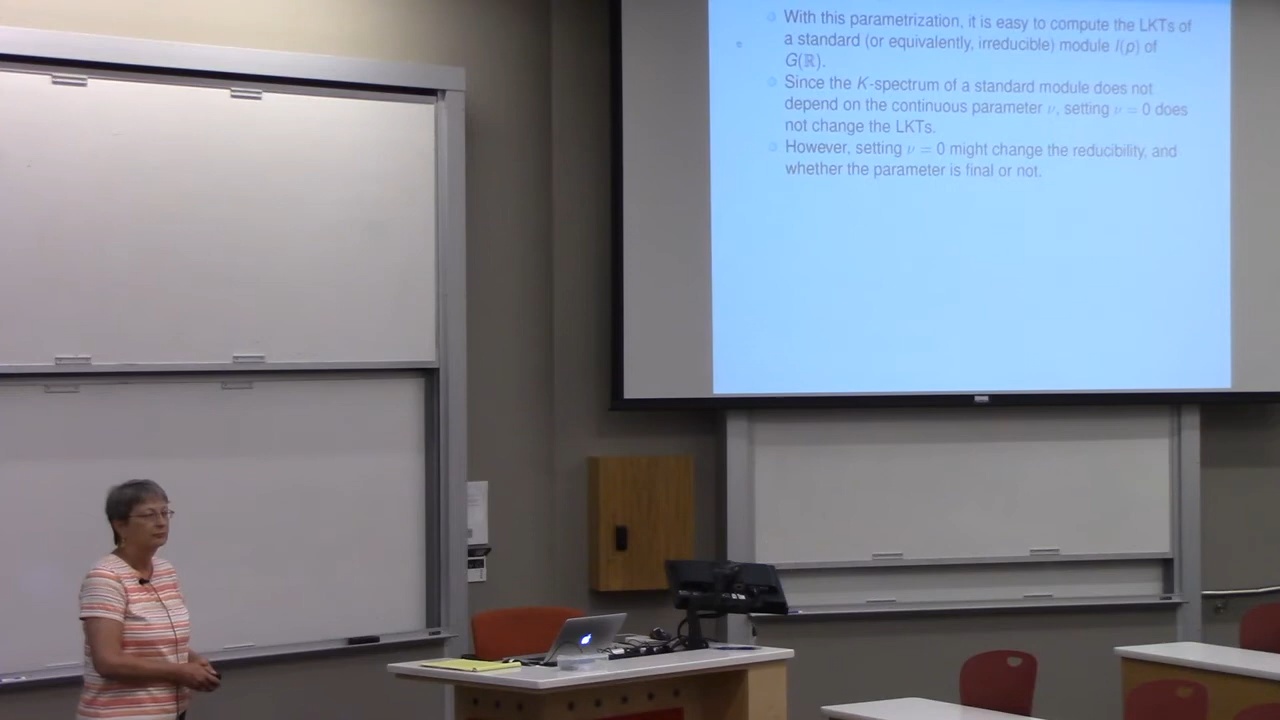 With this parametrization, it is easy to compute the LKTs of
a standard (or equivalently, irreducible) module I(p) of
G(ℝ).
Since the K-spectrum of a standard module does not
depend on the continuous parameter ν, setting ν = 0 does
not change the LKTs.
However, setting ν = 0 might change the reducibility, and
whether the parameter is final or not.